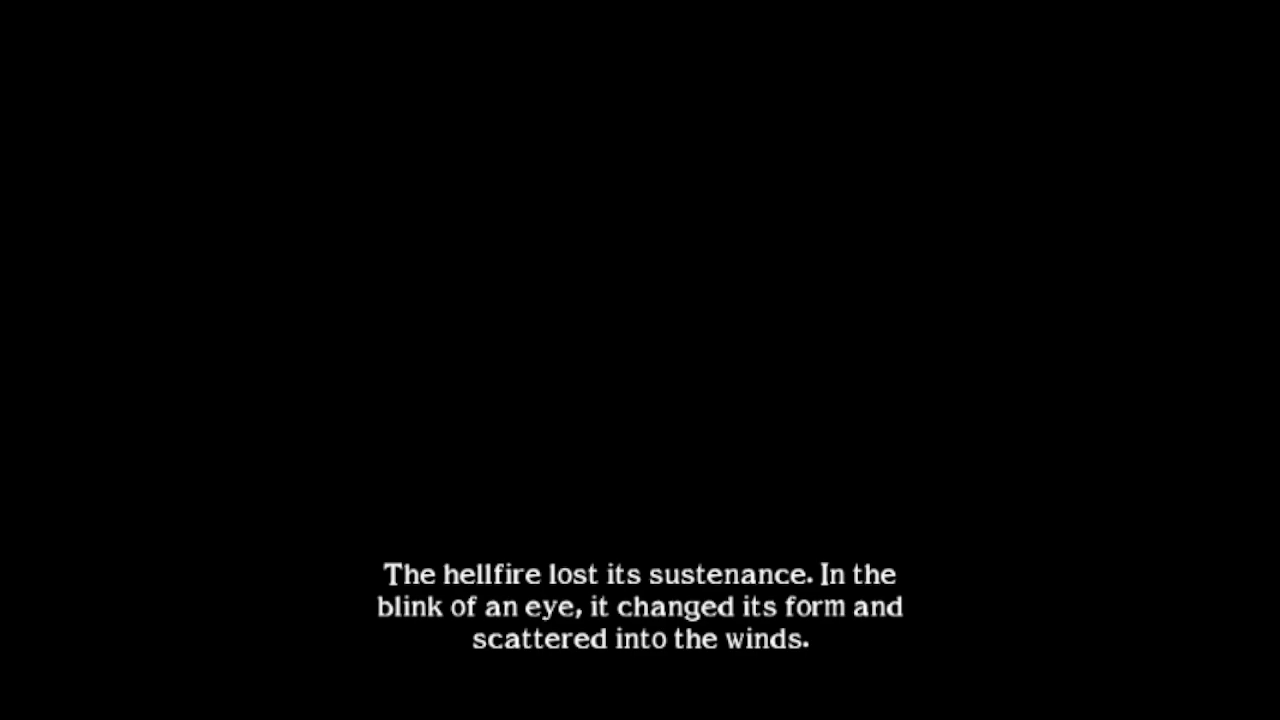 The hellfire lost its sustenance. In the
blink of an eye, it changed its form and
scattered into the winds.